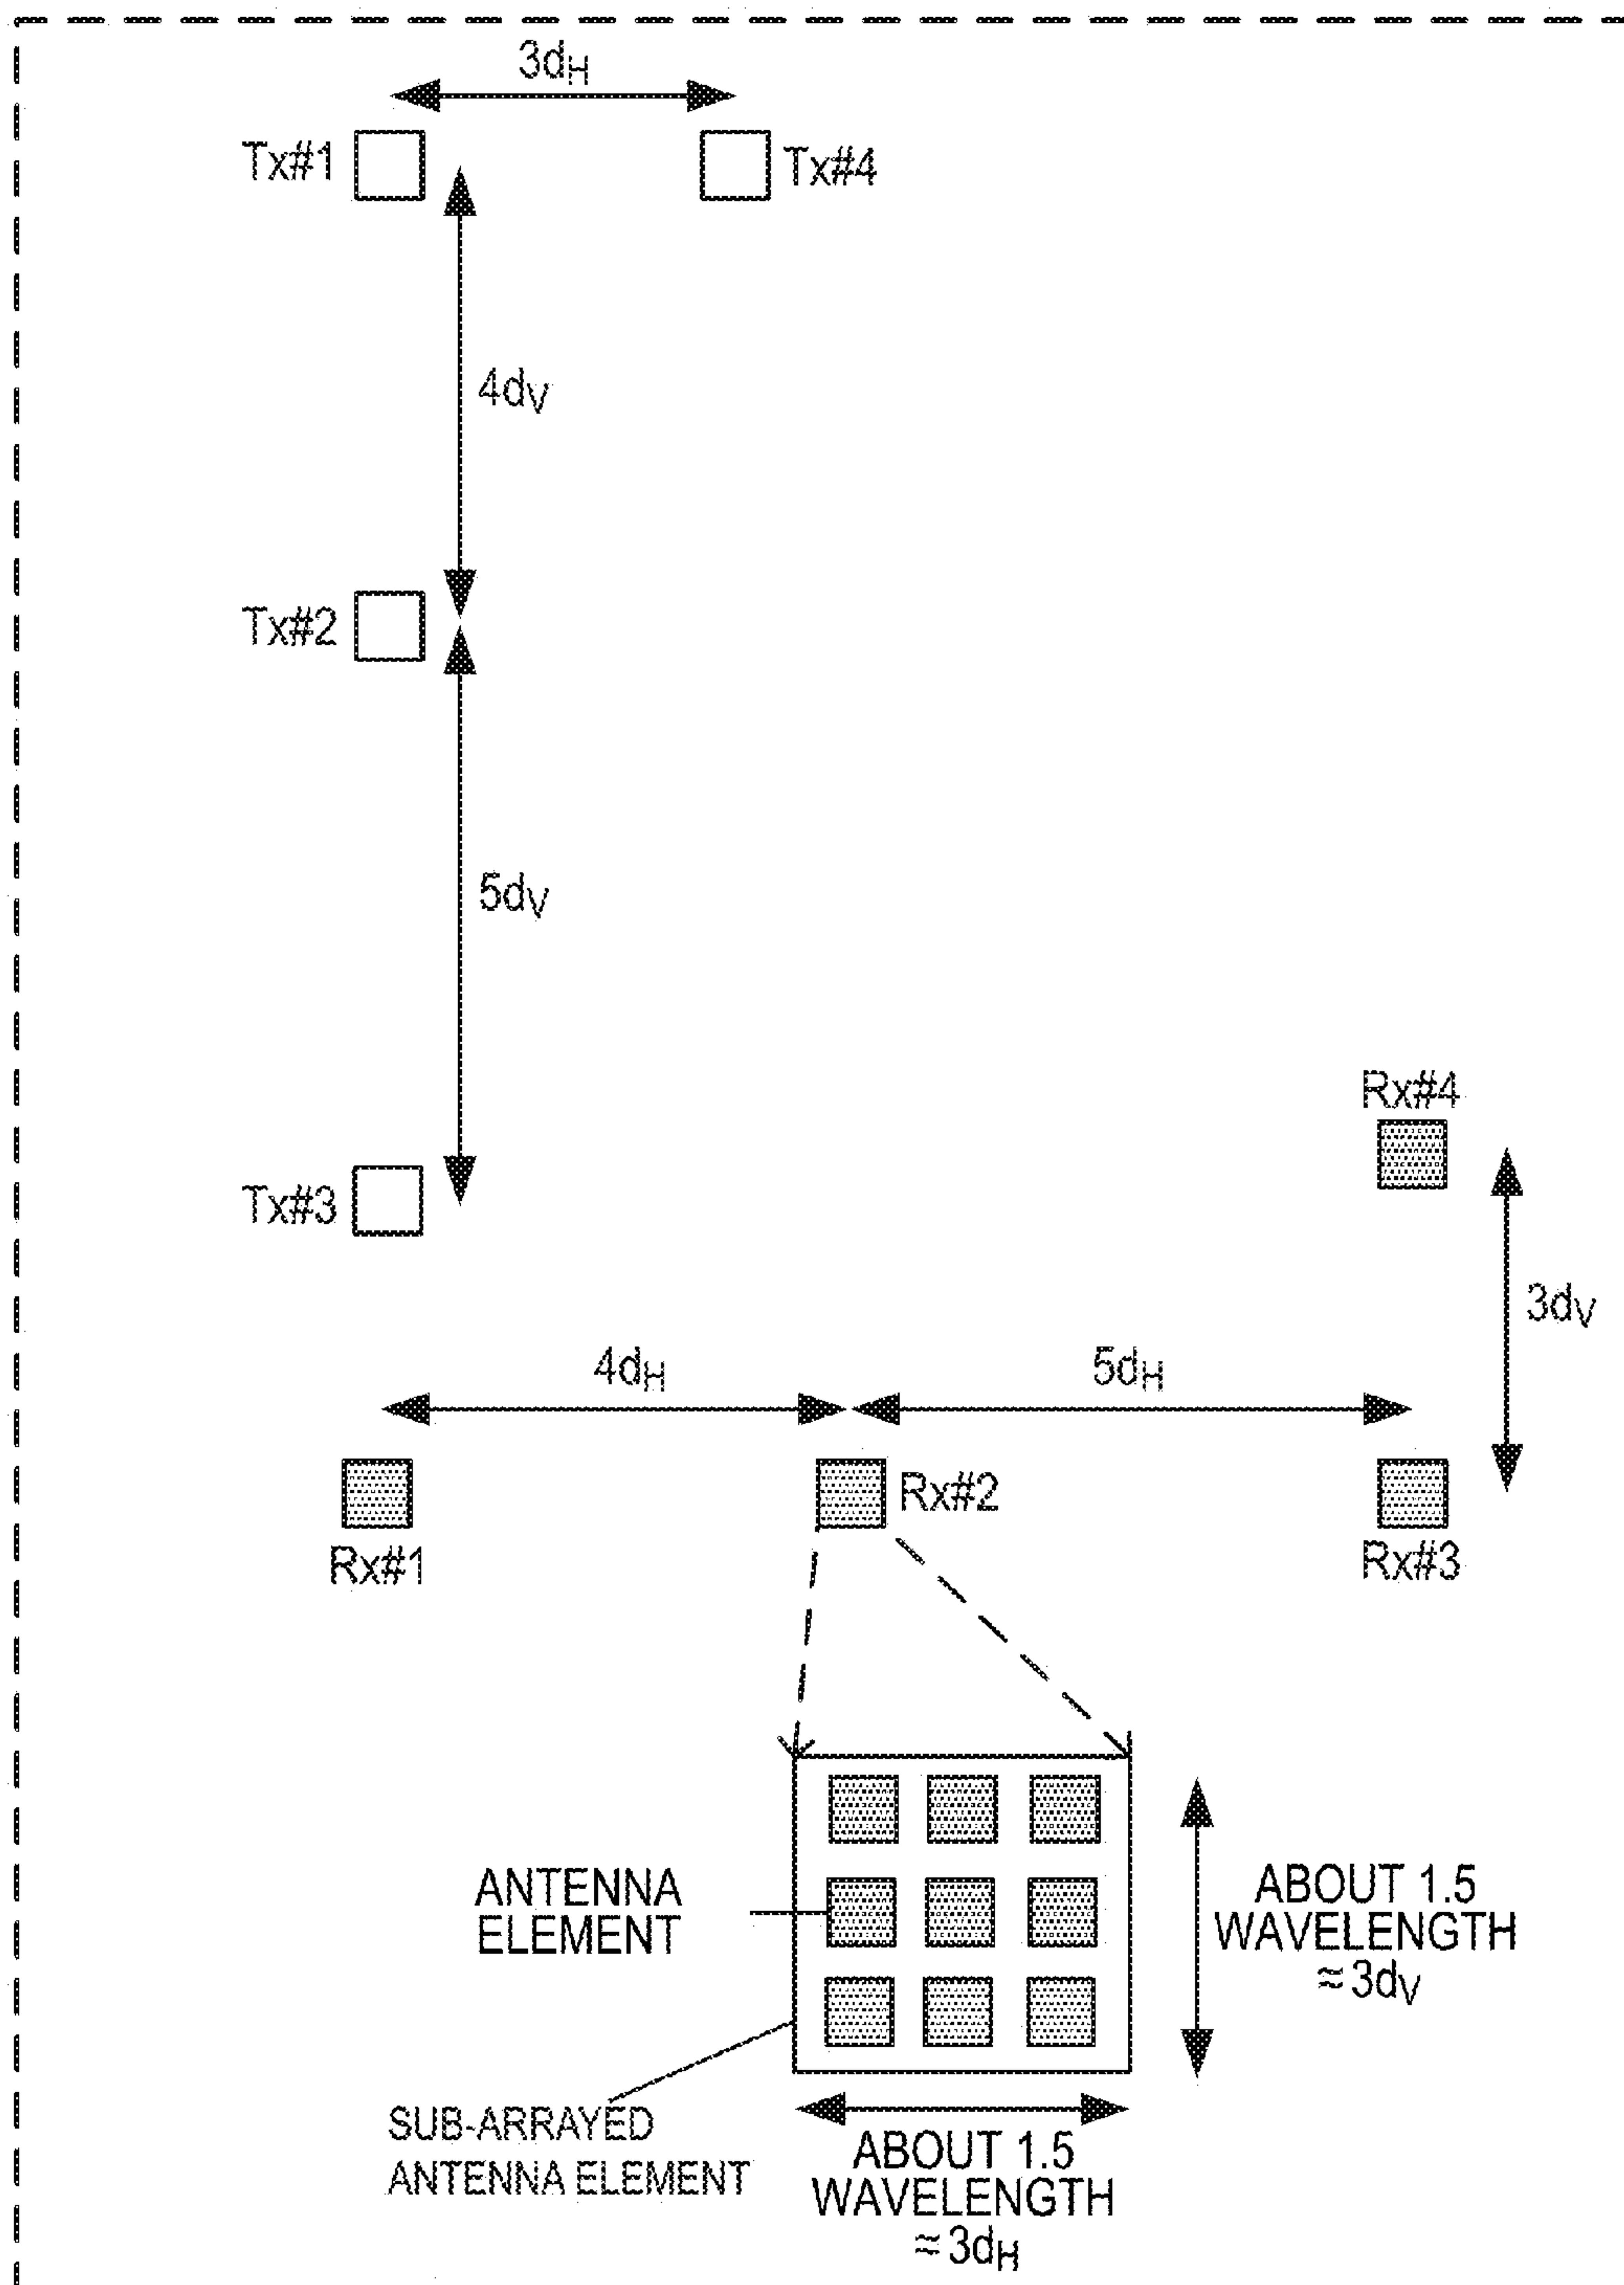 3dH
Tx#1
Tx#4
4dV
Tx#2
5dV
Rx#4
Tx#3
3dV
4dH
5dH
Rx#2
Rx#1
Rx#3
ANTENNA
ELEMENT
ABOUT 1.5
WAVELENGTH
≈3dV
SUB-ARRAYED
ANTENNA ELEMENT
ABOUT 1.5
WAVELENGTH
≈3dH